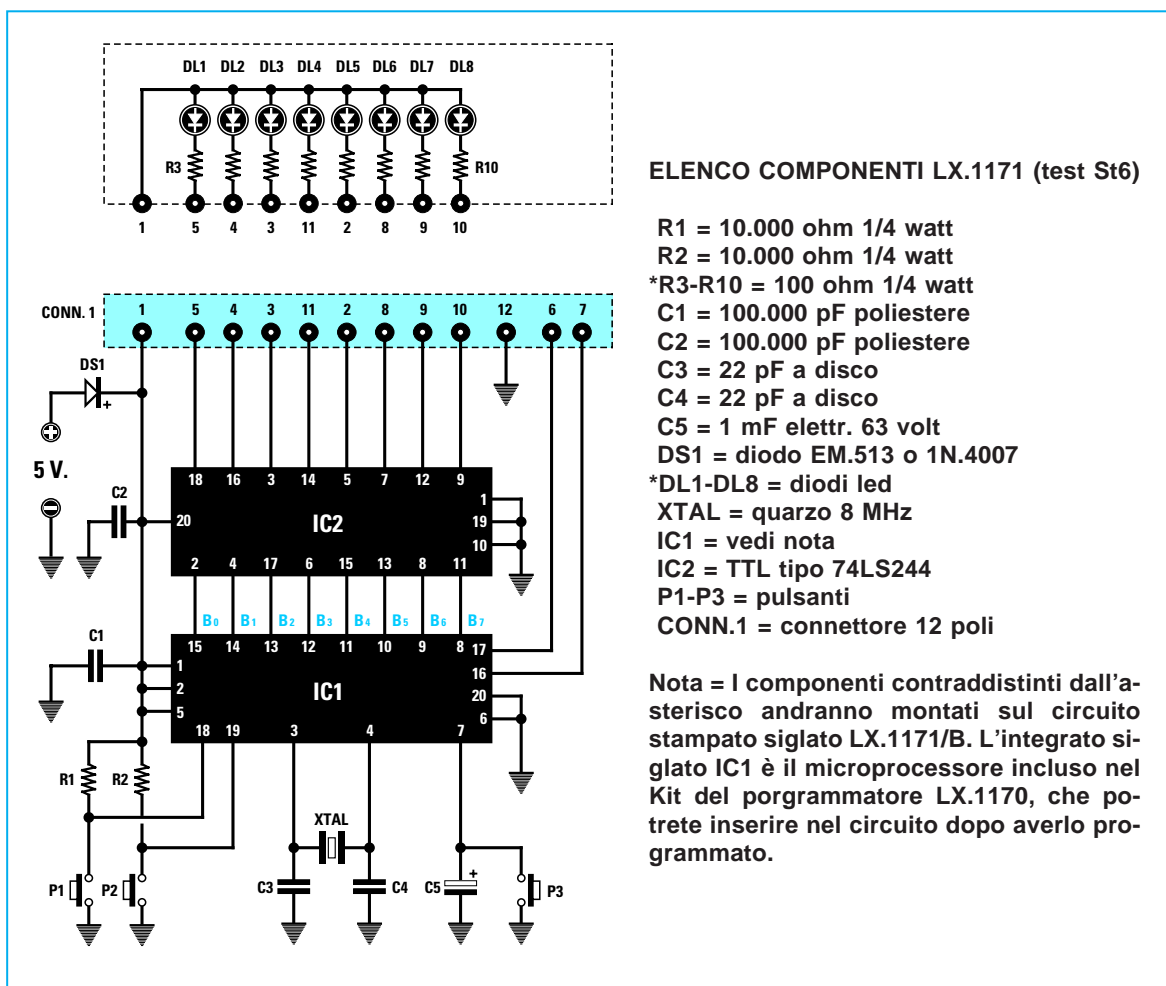 DL1 DL2 DL3 DL4 DL5 DL6 DL7 DL8
R3 R10
1 5 4 3 11 2 8 9 10
CONN. 1 1 5 4 3 11 2 8 9 10 12 6 7
DS1
+
5 V.
C2
18 16 3 14 5 7 12 9
20 IC2 1
19
10
2 4 17 6 15 13 8 11
B0 B1 B2 B3 B4 B5 B6 B7
C1
15 14 13 12 11 10 9 8 17
1 16
2 IC1 20
5 6
18 19 3 4 7
R1 R2
XTAL
P1 P2 C3 C4 C5 + P3
ELENCO COMPONENTI LX.1171 (test St6)
R1 = 10.000 ohm 1/4 watt
R2 = 10.000 ohm 1/4 watt
*R3-R10 = 100 ohm 1/4 watt
C1 = 100.000 pF poliestere
C2 = 100.000 pF poliestere
C3 = 22 pF a disco
C4 = 22 pF a disco
C5 = 1 mF elettr. 63 volt
DS1 = diodo EM.513 o 1N.4007
*DL1-DL8 = diodi led
XTAL = quarzo 8 MHz
IC1 = vedi nota
IC2 = TTL tipo 74LS244
P1-P3 = pulsanti
CONN.1 = connettore 12 poli
Nota = I componenti contraddistinti dall'a-
sterisco andranno montati sul circuito
stampato siglato LX.1171/B. L'integrato si-
glato IC1 è il microprocessore incluso nel
Kit del porgrammatore LX.1170, che po-
trete inserire nel circuito dopo averlo pro-
grammato.